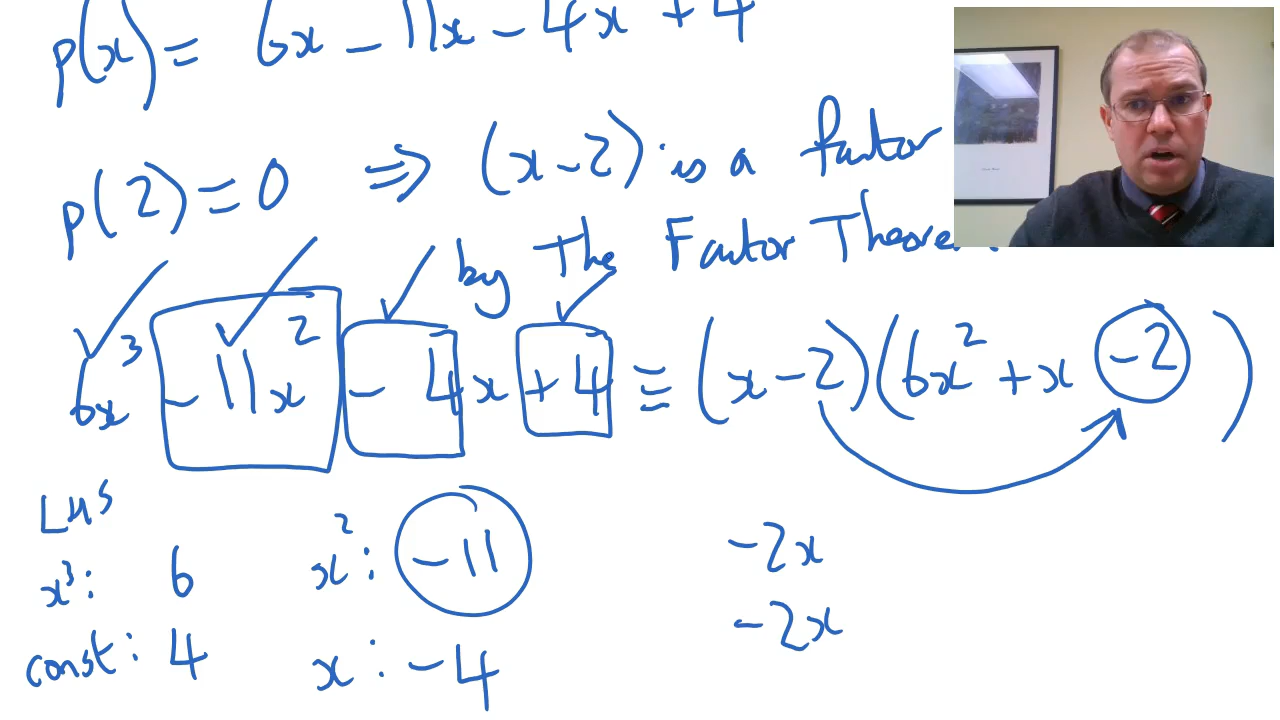 p(x) = 6x - 11x - 4x + 4
p(2) = 0 ⇒ (x-2) is a factor
by The Factor Theore
6x³ - 11x² - 4x + 4 ≡ (x-2)(6x² + x - 2)
LHS
x³: 6 x²: -11 -2x
-2x
const: 4 x: -4